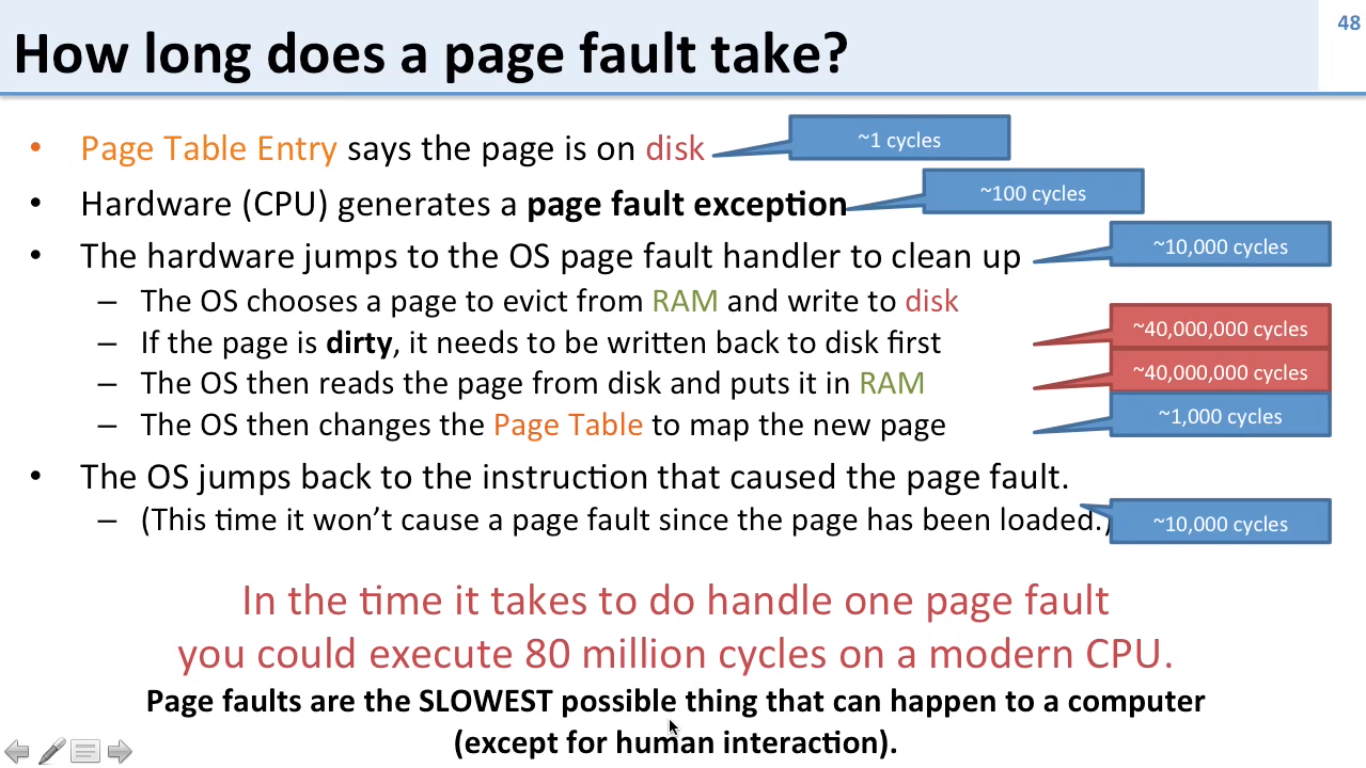 48
How long does a page fault take?
• Page Table Entry says the page is on disk
~1 cycles
• Hardware (CPU) generates a page fault exception
~100 cycles
• The hardware jumps to the OS page fault handler to clean up
~10,000 cycles
– The OS chooses a page to evict from RAM and write to disk
– If the page is dirty, it needs to be written back to disk first
~40,000,000 cycles
– The OS then reads the page from disk and puts it in RAM
~40,000,000 cycles
– The OS then changes the Page Table to map the new page
~1,000 cycles
• The OS jumps back to the instruction that caused the page fault.
– (This time it won’t cause a page fault since the page has been loaded.)
~10,000 cycles
In the time it takes to do handle one page fault
you could execute 80 million cycles on a modern CPU.
Page faults are the SLOWEST possible thing that can happen to a computer
(except for human interaction).